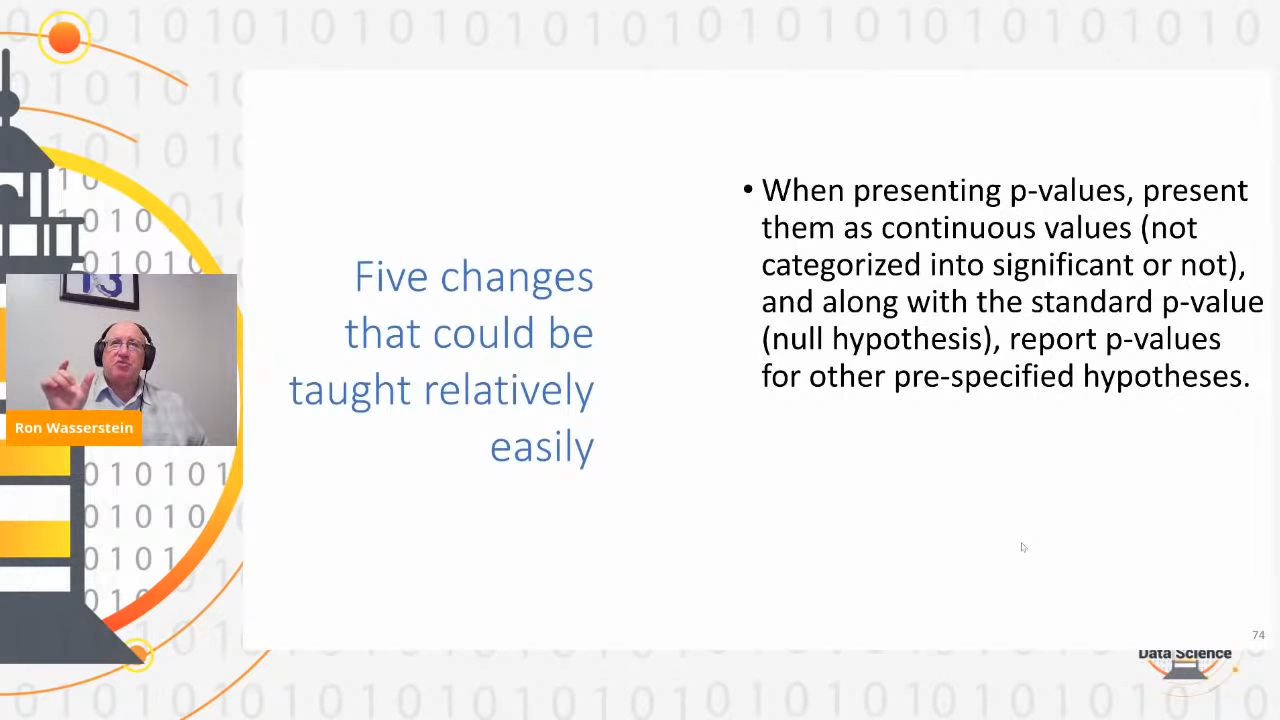 Five changes
that could be
taught relatively
easily
• When presenting p-values, present
them as continuous values (not
categorized into significant or not),
and along with the standard p-value
(null hypothesis), report p-values
for other pre-specified hypotheses.
13
Ron Wasserstein
74
Data Science